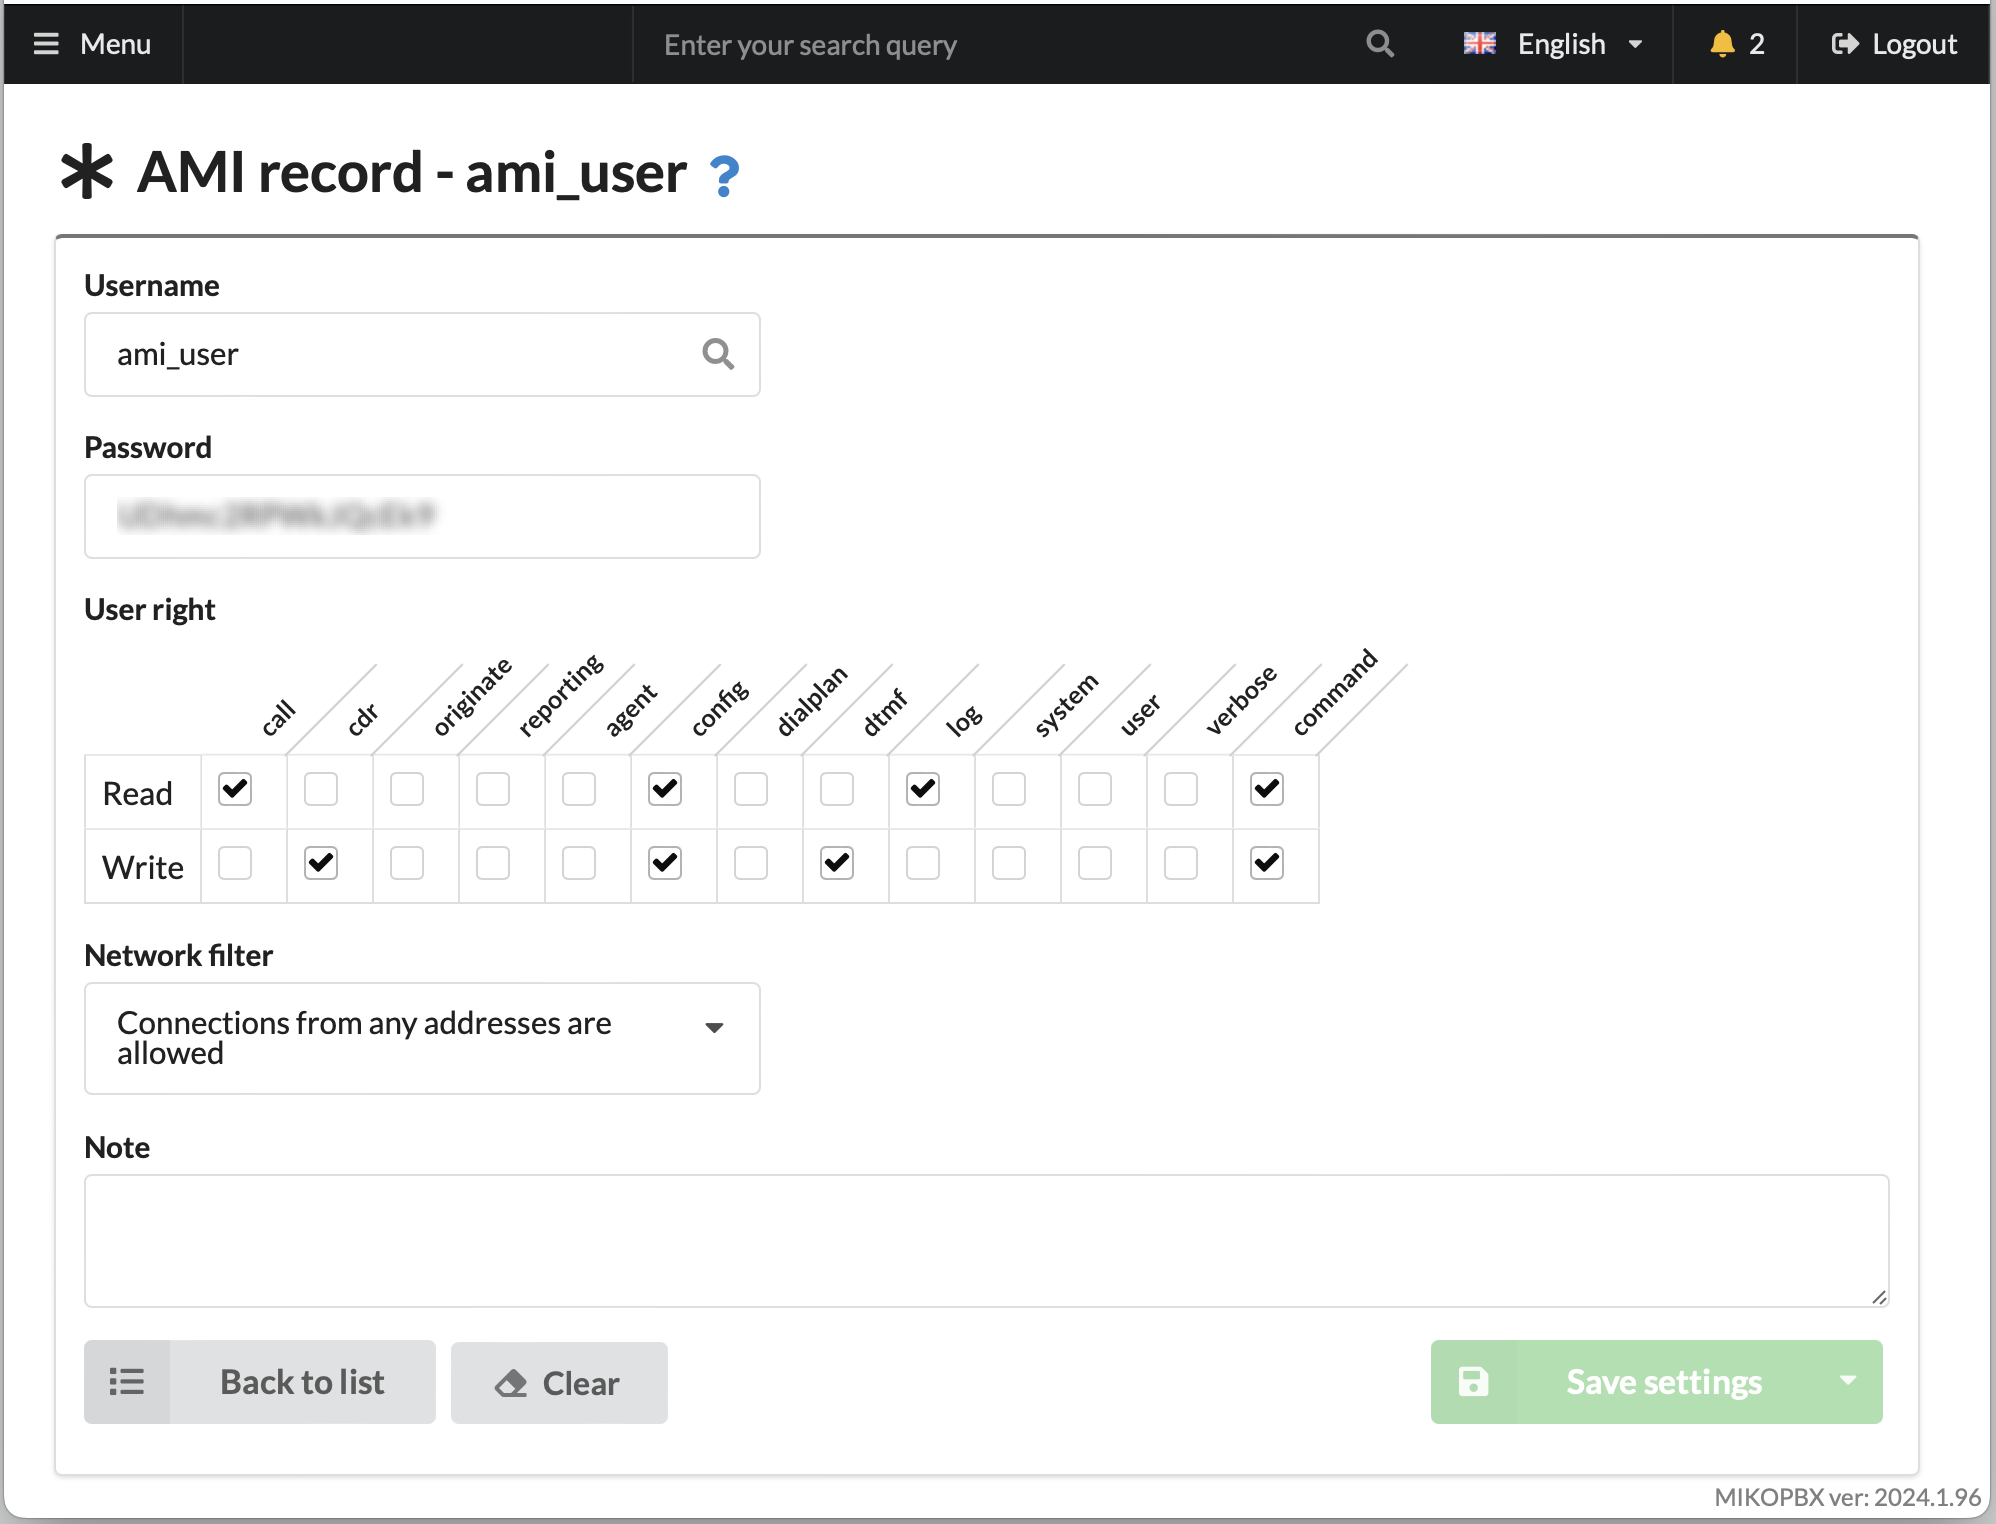 Menu
Enter your search query
English
2
Logout
AMI record - ami_user ?
Username
ami_user
Password
User right
call cdr originate reporting agent config dialplan dtmf log system user verbose command
Read
Write
Network filter
Connections from any addresses are
allowed
Note
Back to list
Clear
Save settings
MIKOPBX ver: 2024.1.96